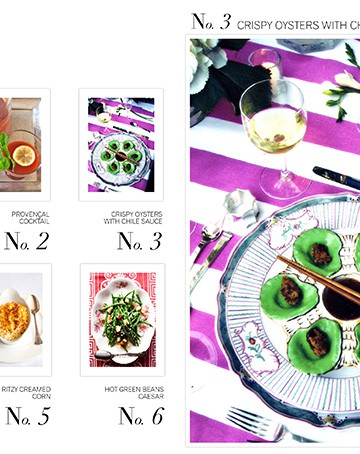 No. 3 CRISPY OYSTERS WITH CH
PROVENÇAL
COCKTAIL
No. 2
CRISPY OYSTERS
WITH CHILE SAUCE
No. 3
RITZY CREAMED
CORN
No. 5
HOT GREEN BEANS
CAESAR
No. 6